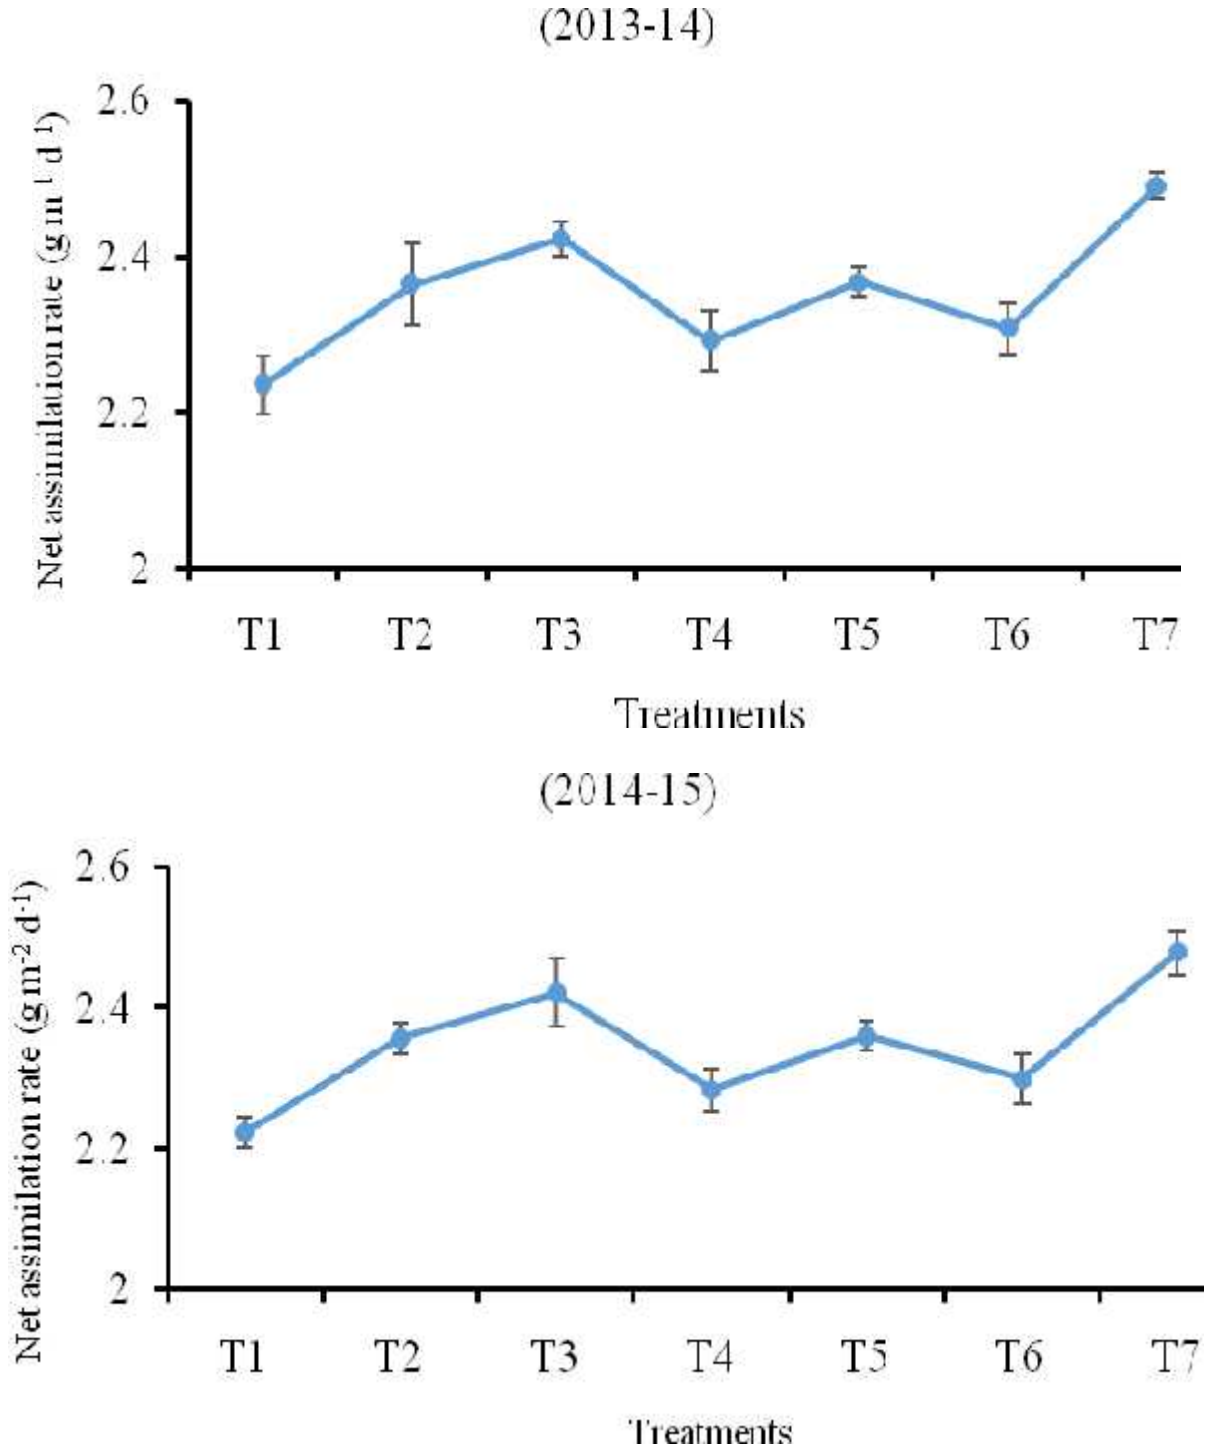 (2013-14)
Net assimilation rate (g m⁻¹ d⁻¹)
2.6
2.4
2.2
2
T1 T2 T3 T4 T5 T6 T7
Treatments
(2014-15)
Net assimilation rate (g m⁻² d⁻¹)
2.6
2.4
2.2
2
T1 T2 T3 T4 T5 T6 T7
Treatments